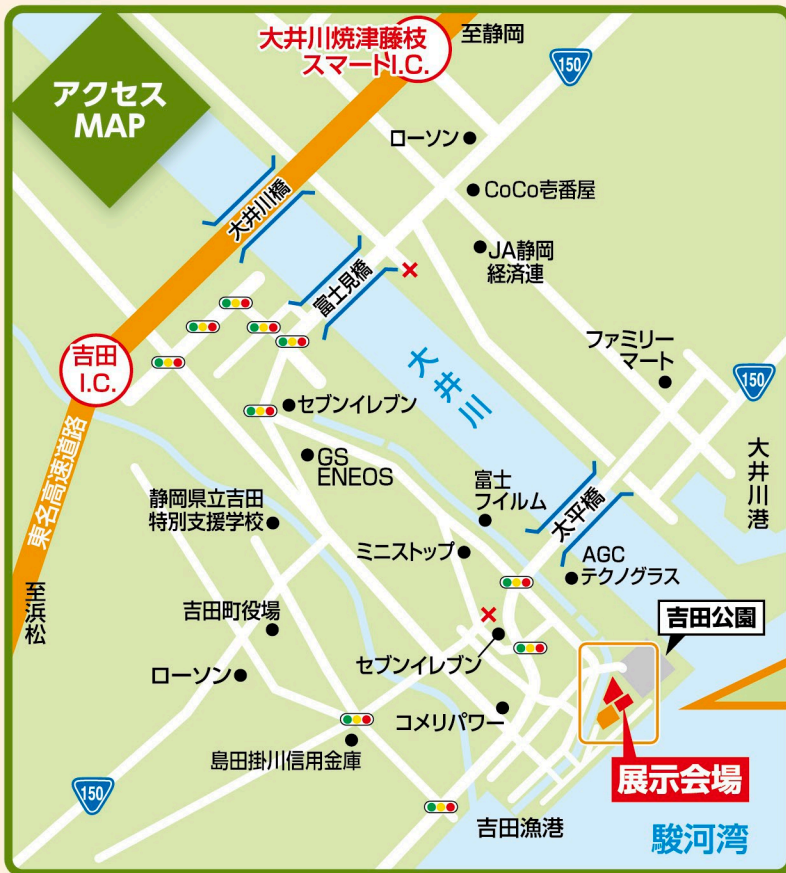 アクセス
MAP
大井川焼津藤枝
スマートI.C.
至静岡
150
ローソン
CoCo壱番屋
JA静岡
経済連
大井川橋
富士見橋
吉田
I.C.
大井川
ファミリー
マート
150
大井川港
セブンイレブン
GS
ENEOS
東名高速道路
静岡県立吉田
特別支援学校
富士
フイルム
太平橋
ミニストップ
AGC
テクノグラス
至浜松
吉田町役場
吉田公園
セブンイレブン
ローソン
コメリパワー
島田掛川信用金庫
展示会場
150
吉田漁港
駿河湾